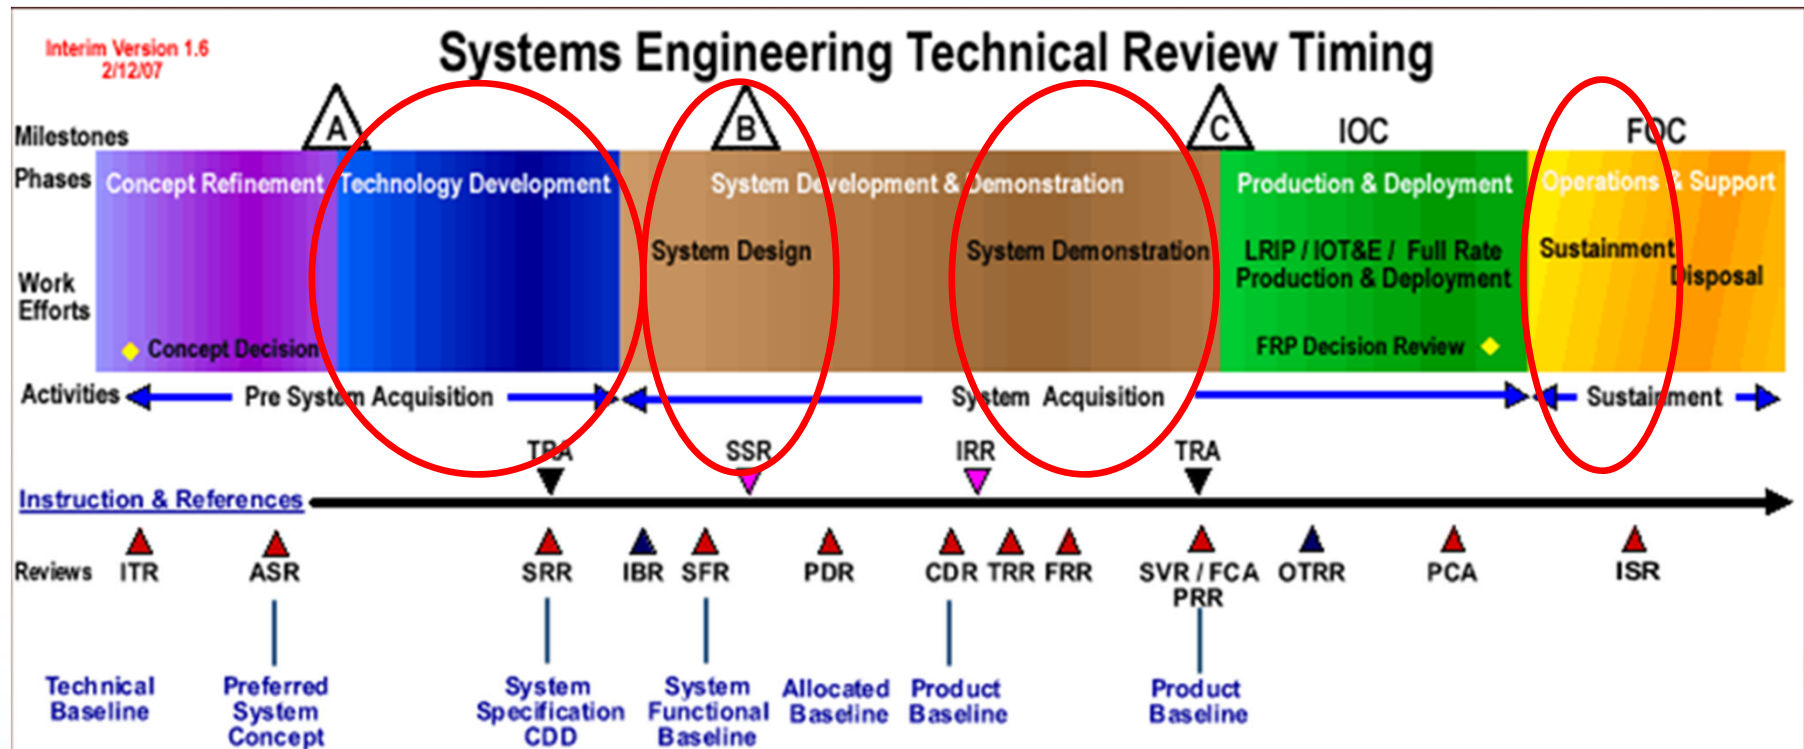 Interim Version 1.6
2/12/07
Systems Engineering Technical Review Timing
Milestones
A
B
C
IOC
FOC
Phases
Concept Refinement
Technology Development
System Development & Demonstration
Production & Deployment
Operations & Support
Work
Efforts
System Design
System Demonstration
LRIP / IOT&E / Full Rate
Production & Deployment
Sustainment
Disposal
Concept Decision
FRP Decision Review
Activities
Pre System Acquisition
System Acquisition
Sustainment
TRA
SSR
IRR
TRA
Instruction & References
Reviews
ITR
ASR
SRR
IBR
SFR
PDR
CDR
TRR
FRR
SVR / FCA
PRR
OTRR
PCA
ISR
Technical
Baseline
Preferred
System
Concept
System
Specification
CDD
System
Functional
Baseline
Allocated
Baseline
Product
Baseline
Product
Baseline